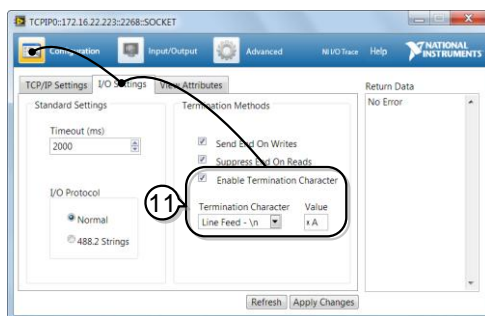 TCPIP0::172.16.22.223::2268::SOCKET
Configuration Input/Output Advanced NI I/O Trace Help NATIONAL INSTRUMENTS
TCP/IP Settings I/O Settings View Attributes
Return Data
No Error
Standard Settings
Timeout (ms)
2000
I/O Protocol
Normal
488.2 Strings
Termination Methods
Send End On Writes
Suppress End On Reads
Enable Termination Character
Termination Character Value
Line Feed - \n x A
11
Refresh Apply Changes